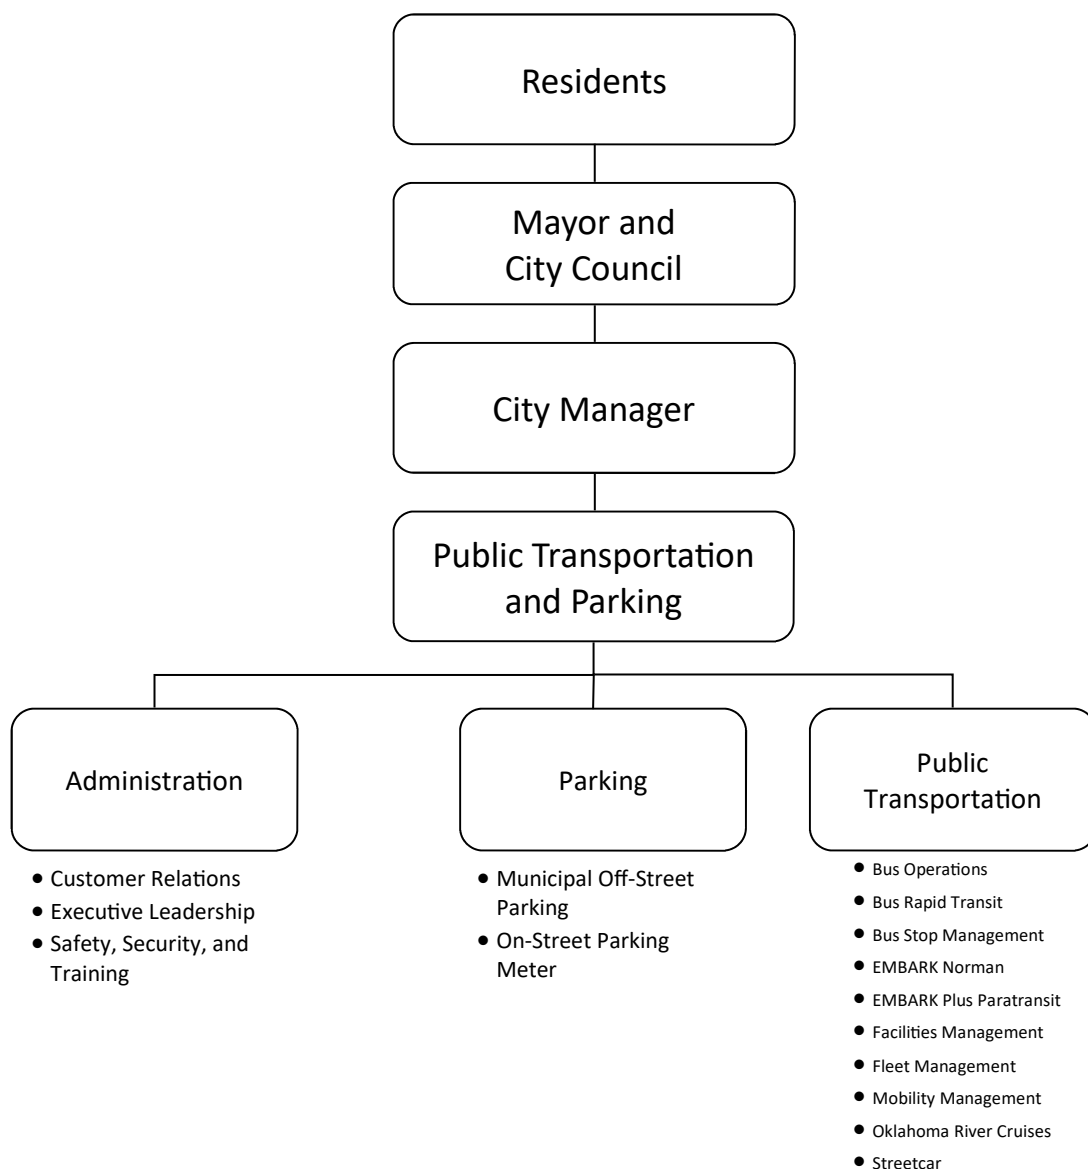 Residents
Mayor and
City Council
City Manager
Public Transportation
and Parking
Administration
• Customer Relations
• Executive Leadership
• Safety, Security, and
Training
Parking
• Municipal Off-Street
Parking
• On-Street Parking
Meter
Public
Transportation
• Bus Operations
• Bus Rapid Transit
• Bus Stop Management
• EMBARK Norman
• EMBARK Plus Paratransit
• Facilities Management
• Fleet Management
• Mobility Management
• Oklahoma River Cruises
• Streetcar